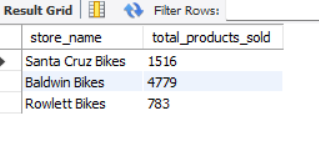 Result Grid Filter Rows:
store_name total_products_sold
Santa Cruz Bikes 1516
Baldwin Bikes 4779
Rowlett Bikes 783